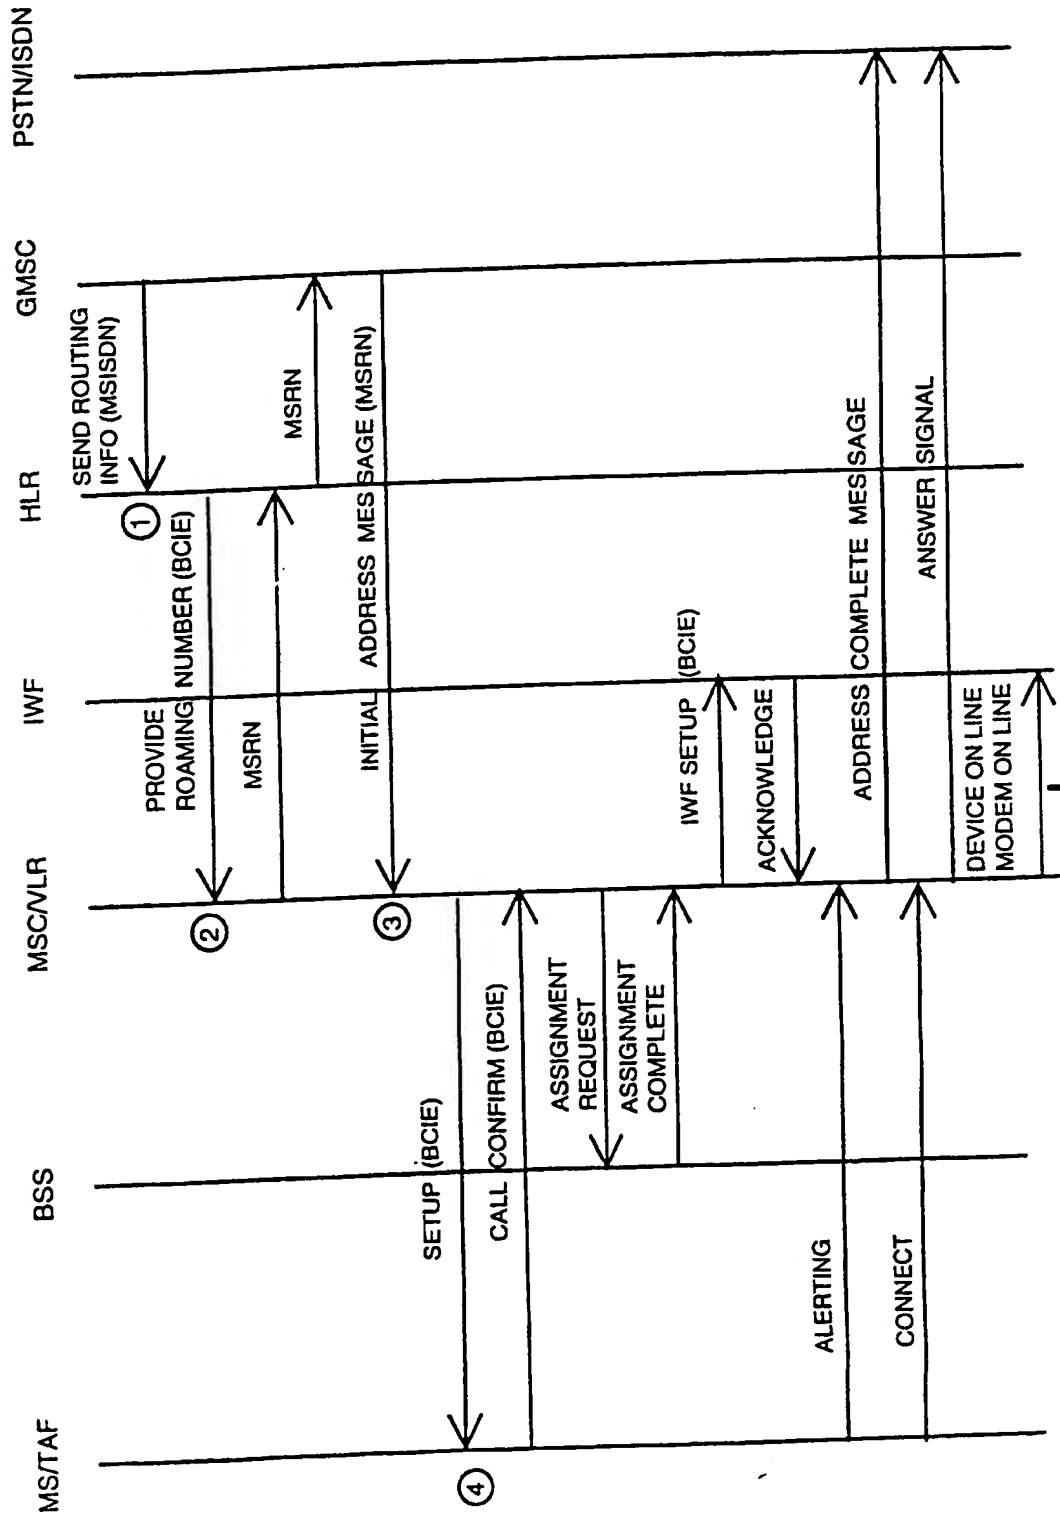 MS/TAF
BSS
MSC/VLR
IWF
HLR
GMSC
PSTN/ISDN
SEND ROUTING
INFO (MSISDN)
1
PROVIDE
ROAMING NUMBER (BCIE)
2
MSRN
MSRN
INITIAL ADDRESS MESSAGE (MSRN)
3
SETUP (BCIE)
4
CALL CONFIRM (BCIE)
ASSIGNMENT
REQUEST
ASSIGNMENT
COMPLETE
IWF SETUP (BCIE)
ACKNOWLEDGE
ALERTING
ADDRESS COMPLETE MESSAGE
CONNECT
ANSWER SIGNAL
DEVICE ON LINE
MODEM ON LINE